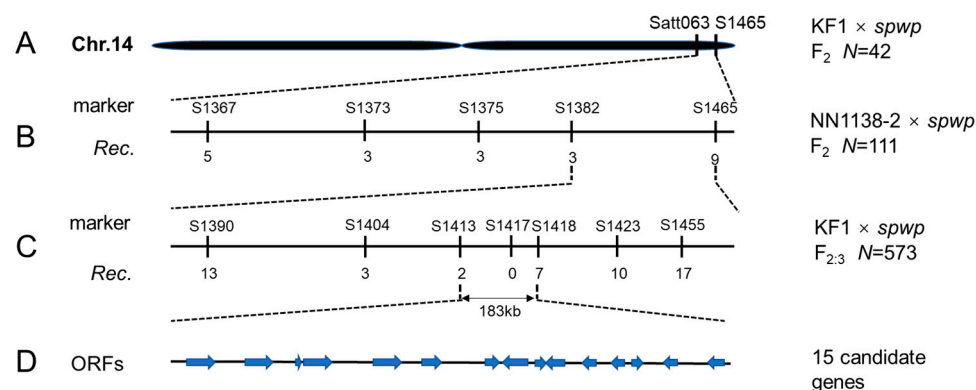 A Chr.14 Satt063 S1465 KF1 × spwp
F2 N=42
marker S1367 S1373 S1375 S1382 S1465 NN1138-2 × spwp
B F2 N=111
Rec. 5 3 3 3 9
marker S1390 S1404 S1413 S1417 S1418 S1423 S1455 KF1 × spwp
C F2:3 N=573
Rec. 13 3 2 0 7 10 17
183kb
D ORFs 15 candidate
genes